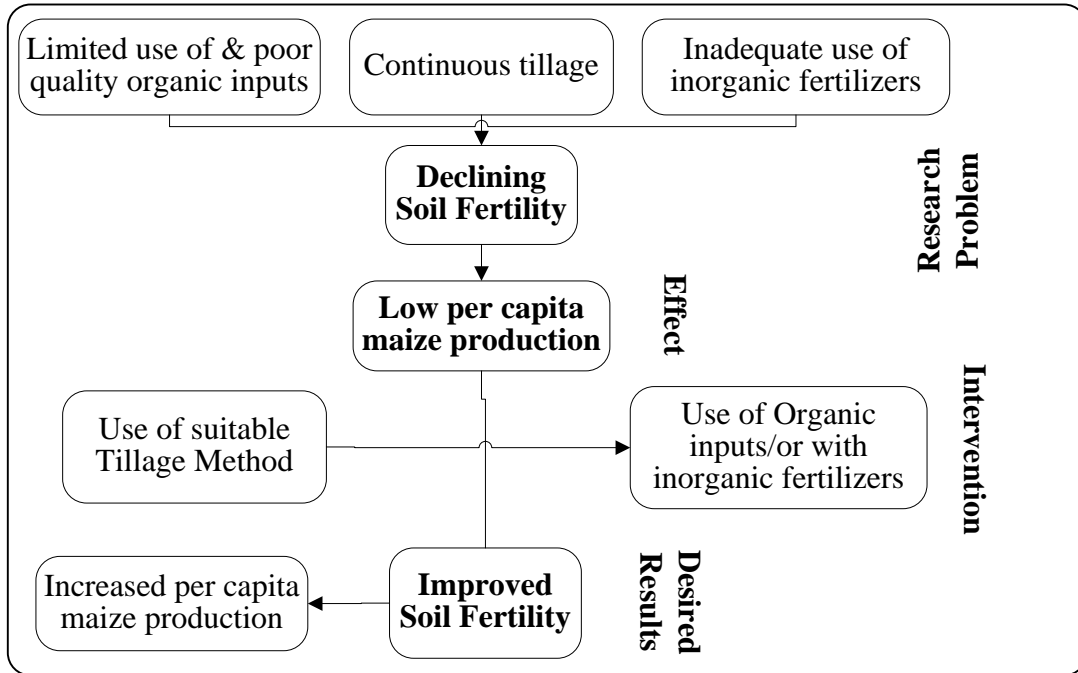 Limited use of & poor
quality organic inputs
Continuous tillage
Inadequate use of
inorganic fertilizers
Declining
Soil Fertility
Research
Problem
Low per capita
maize production
Effect
Use of suitable
Tillage Method
Use of Organic
inputs/or with
inorganic fertilizers
Intervention
Increased per capita
maize production
Improved
Soil Fertility
Desired
Results